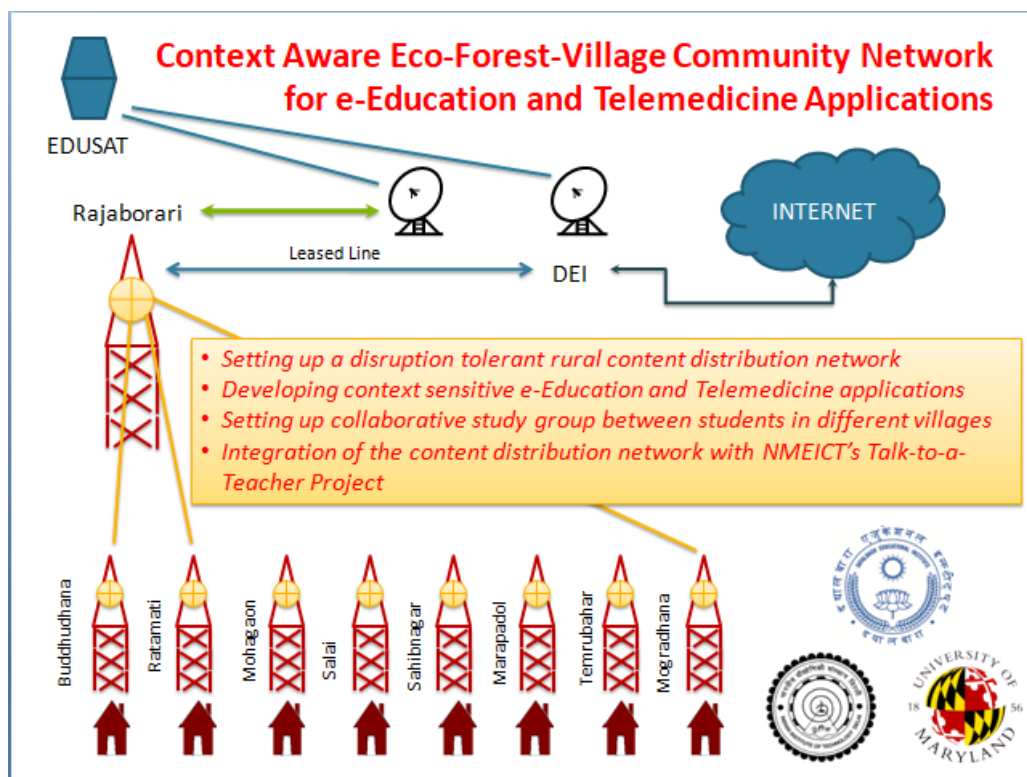 Context Aware Eco-Forest-Village Community Network
for e-Education and Telemedicine Applications
EDUSAT
Rajaborari
INTERNET
Leased Line
DEI
• Setting up a disruption tolerant rural content distribution network
• Developing context sensitive e-Education and Telemedicine applications
• Setting up collaborative study group between students in different villages
• Integration of the content distribution network with NMEICT's Talk-to-a-
Teacher Project
Buddhudhana
Ratamati
Mohagaon
Salai
Sahibnagar
Marapadol
Temrubahar
Mogradhana
UNIVERSITY OF
18 56
MARYLAND